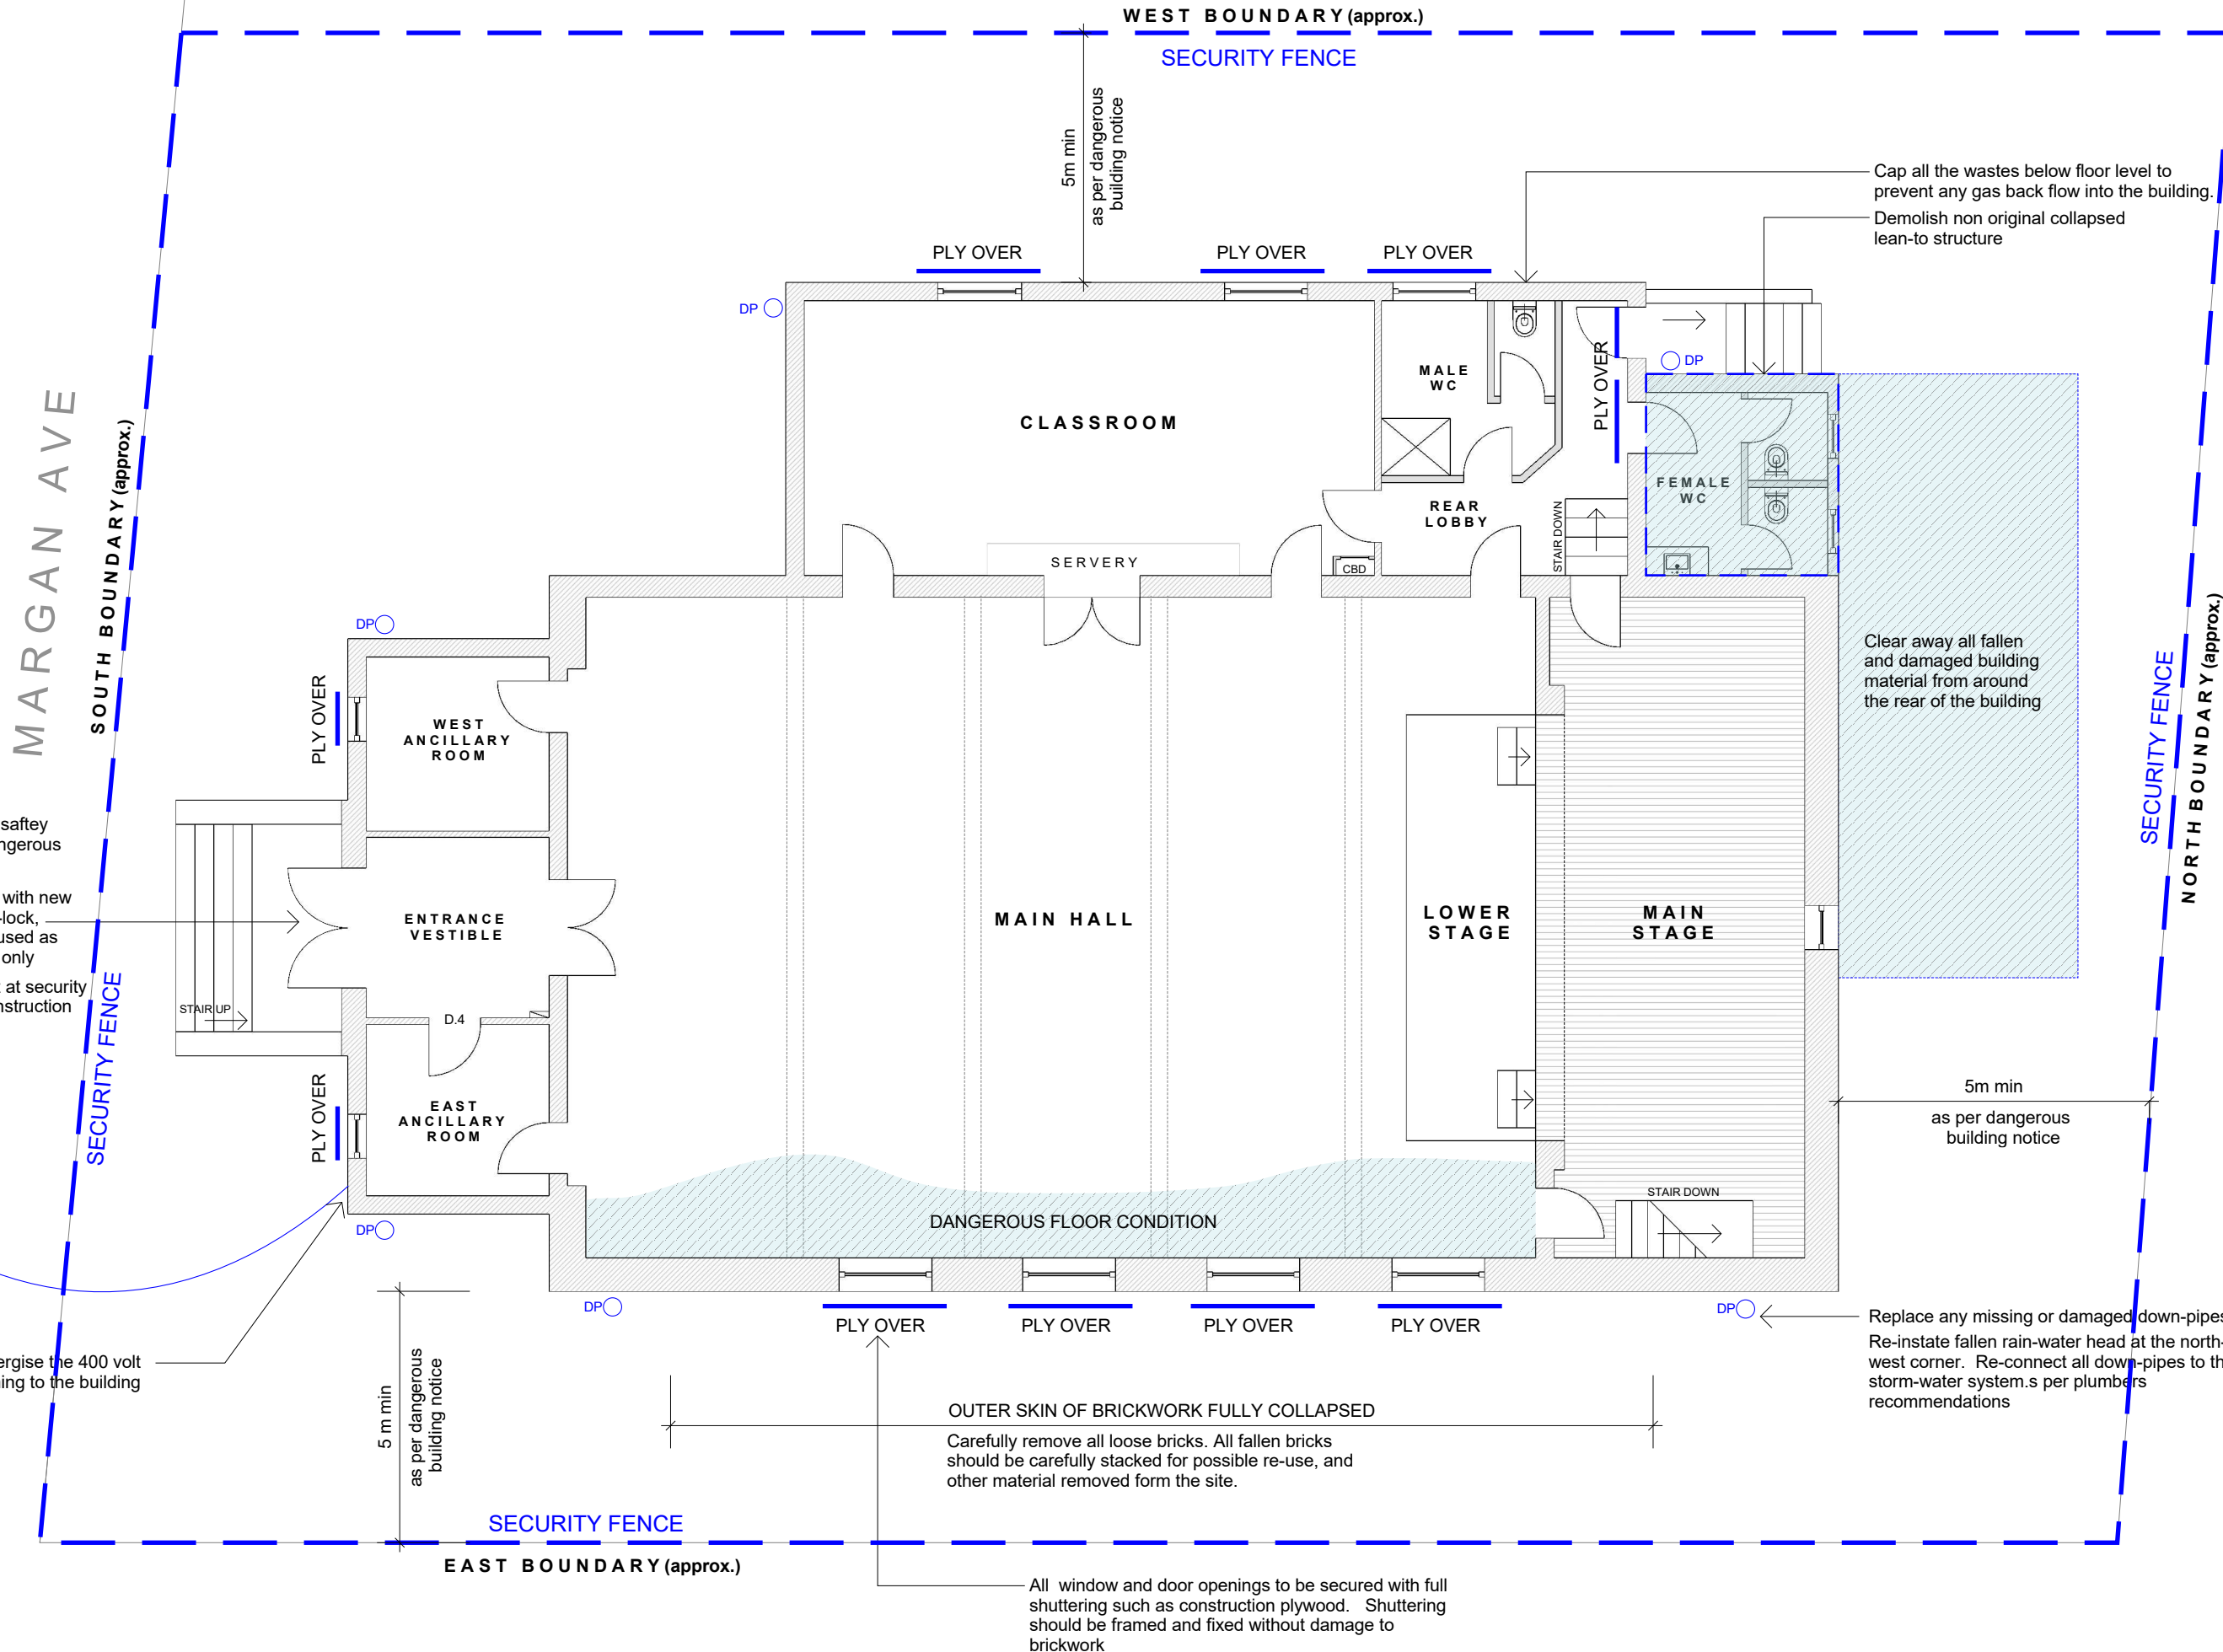 WEST BOUNDARY (approx.)
SECURITY FENCE
5m min
as per dangerous
building notice
Cap all the wastes below floor level to
prevent any gas back flow into the building.
Demolish non original collapsed
lean-to structure
PLY OVER
PLY OVER
PLY OVER
DP
DP
PLY OVER
MALE
WC
CLASSROOM
FEMALE
WC
REAR
LOBBY
STAIR DOWN
SERVERY
CBD
MARGAN AVE
SOUTH BOUNDARY (approx.)
DP
PLY OVER
WEST
ANCILLARY
ROOM
Clear away all fallen
and damaged building
material from around
the rear of the building
SECURITY FENCE
NORTH BOUNDARY (approx.)
saftey
ngerous
with new
-lock,
used as
only
at security
nstruction
ENTRANCE
VESTIBLE
MAIN HALL
LOWER
STAGE
MAIN
STAGE
STAIR UP
SECURITY FENCE
D.4
PLY OVER
EAST
ANCILLARY
ROOM
5m min
as per dangerous
building notice
STAIR DOWN
DANGEROUS FLOOR CONDITION
DP
DP
DP
PLY OVER
PLY OVER
PLY OVER
PLY OVER
Replace any missing or damaged down-pipes
Re-instate fallen rain-water head at the north-
west corner. Re-connect all down-pipes to th
storm-water system.s per plumbers
recommendations
ergise the 400 volt
ning to the building
5 m min
as per dangerous
building notice
OUTER SKIN OF BRICKWORK FULLY COLLAPSED
Carefully remove all loose bricks. All fallen bricks
should be carefully stacked for possible re-use, and
other material removed form the site.
SECURITY FENCE
EAST BOUNDARY (approx.)
All window and door openings to be secured with full
shuttering such as construction plywood. Shuttering
should be framed and fixed without damage to
brickwork